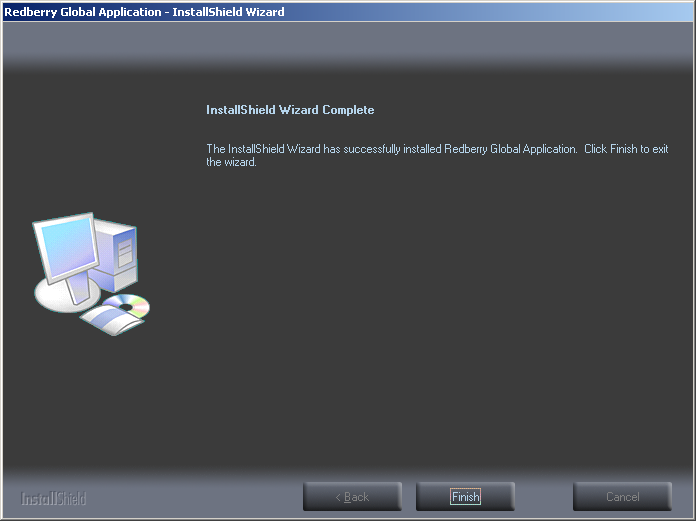 Redberry Global Application - InstallShield Wizard
InstallShield Wizard Complete
The InstallShield Wizard has successfully installed Redberry Global Application. Click Finish to exit
the wizard.
InstallShield
< Back
Finish
Cancel